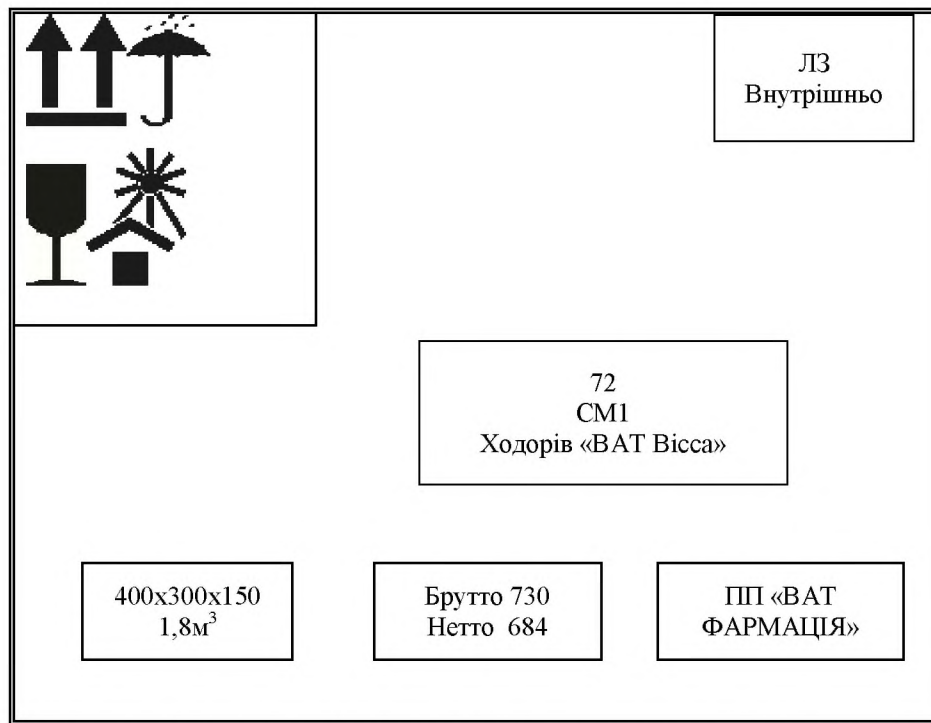 ЛЗ
Внутрішньо
72
СМ1
Ходорів «ВАТ Вісса»
400х300х150
1,8м³
Брутто 730
Нетто 684
ПП «ВАТ
ФАРМАЦІЯ»